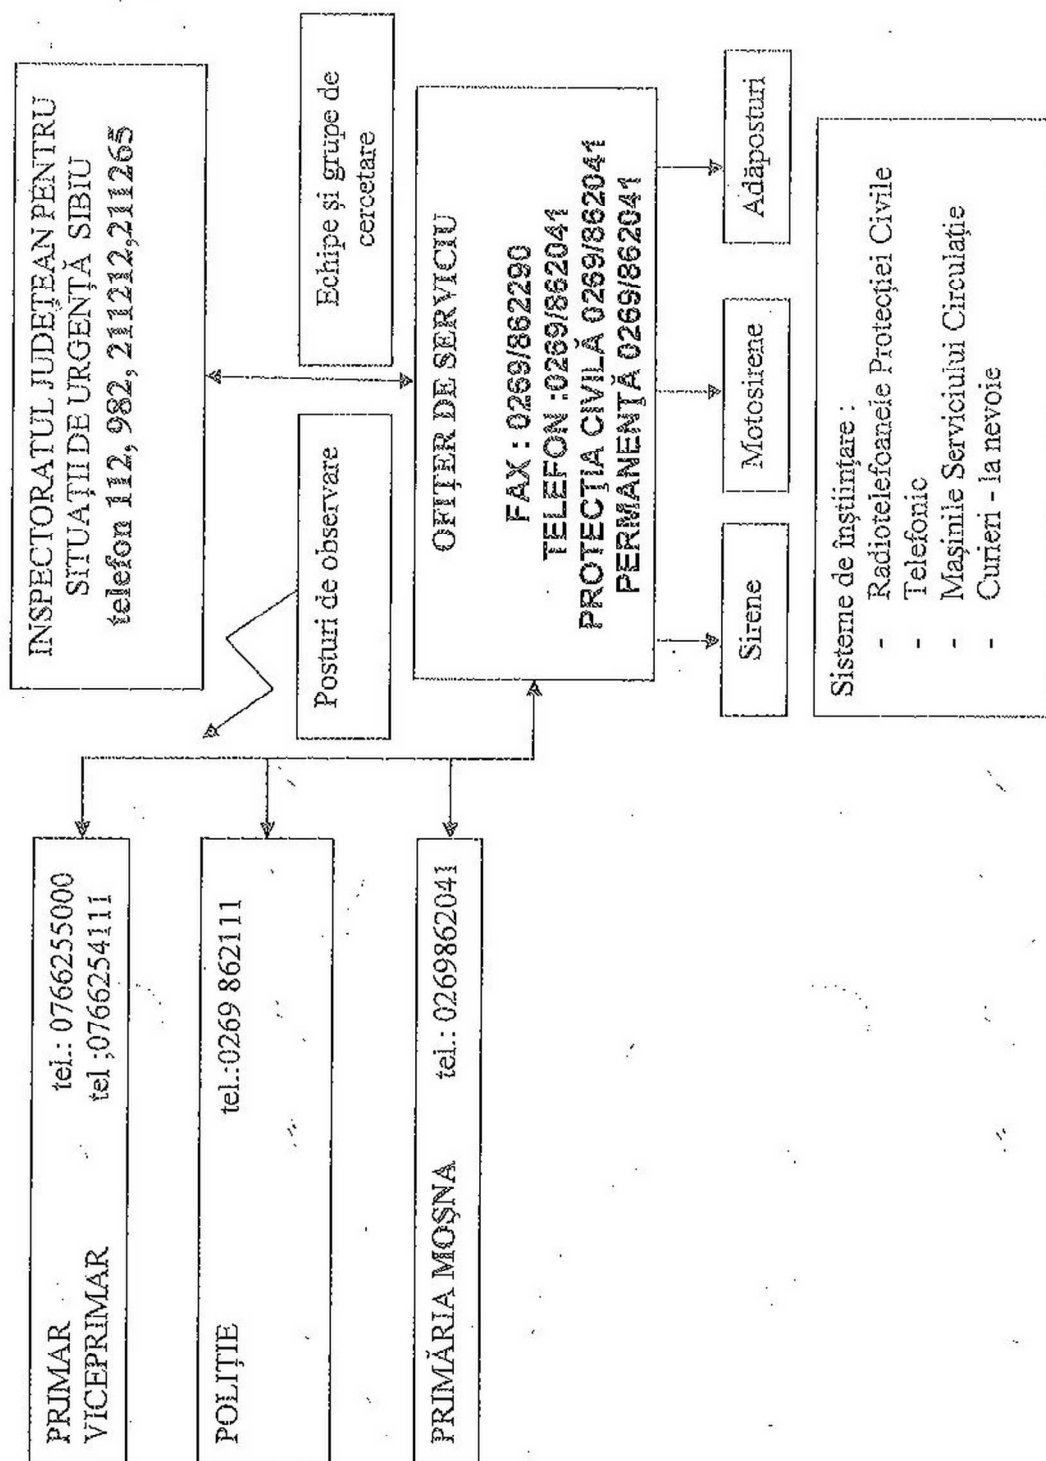 INSPECTORATUL JUDEȚEAN PENTRU
SITUAȚII DE URGENȚĂ SIBIU
telefon 112, 982, 211212,211265
PRIMAR tel.: 0766255000
VICEPRIMAR tel ;0766254111
POLIȚIE tel.:0269 862111
PRIMĂRIA MOȘNA tel.: 0269862041
Posturi de observare
Echipe și grupe de
cercetare
OFIȚER DE SERVICIU
FAX : 0269/862290
TELEFON :0269/862041
PROTECȚIA CIVILĂ 0269/862041
PERMANENȚĂ 0269/862041
Sirene
Motosirene
Adăposturi
Sisteme de înștiințare :
- Radiotelefoanele Protecției Civile
- Telefonic
- Mașinile Serviciului Circulație
- Curieri - la nevoie